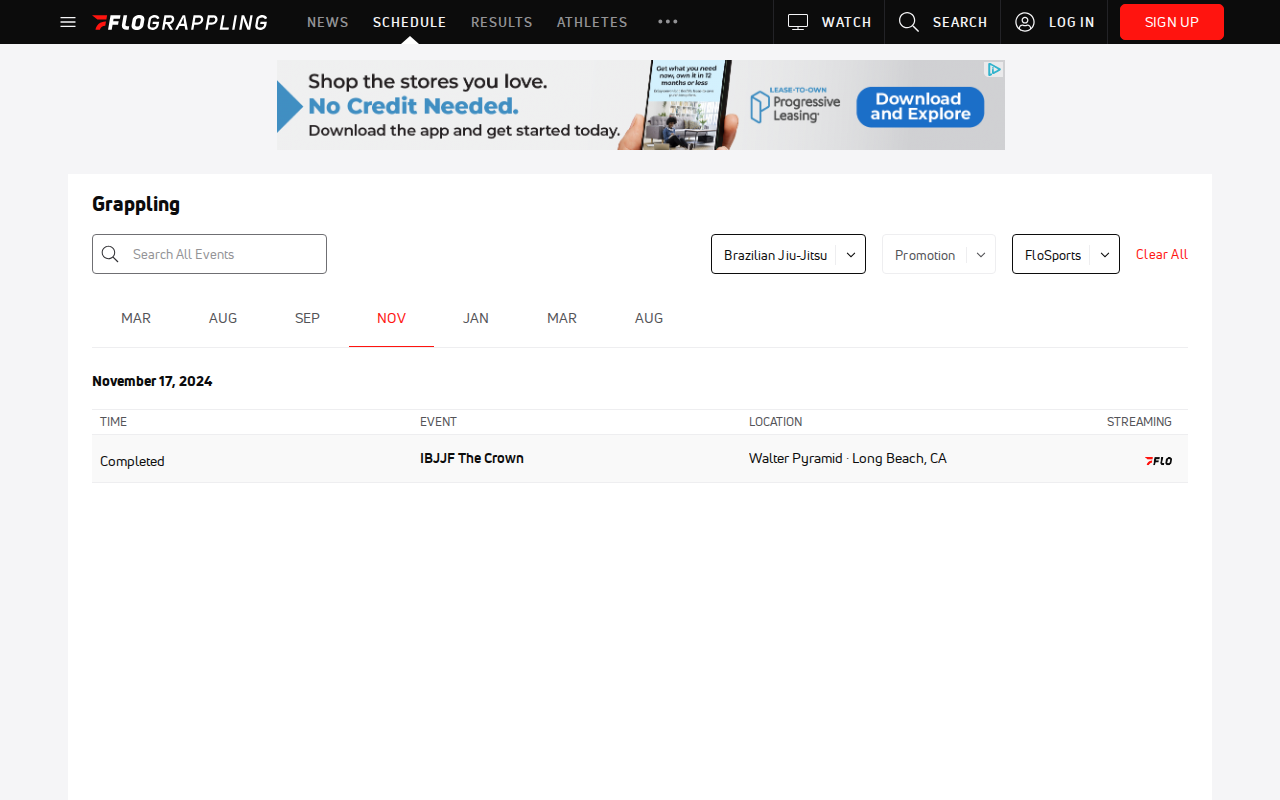 FLOGRAPPLING NEWS SCHEDULE RESULTS ATHLETES WATCH SEARCH LOG IN SIGN UP
Shop the stores you love.
No Credit Needed.
Download the app and get started today.
Get what you need
now, own it in 12
months or less
LEASE-TO-OWN
Progressive
Leasing
Download
and Explore
Grappling
Search All Events Brazilian Jiu-Jitsu Promotion FloSports Clear All
MAR AUG SEP NOV JAN MAR AUG
November 17, 2024
TIME EVENT LOCATION STREAMING
Completed IBJJF The Crown Walter Pyramid · Long Beach, CA FLO